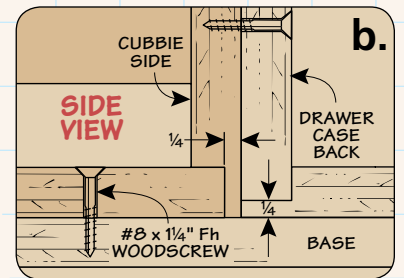 b.
CUBBIE
SIDE
SIDE
VIEW
DRAWER
CASE
BACK
¼
¼
#8 x 1¼" Fh
WOODSCREW
BASE